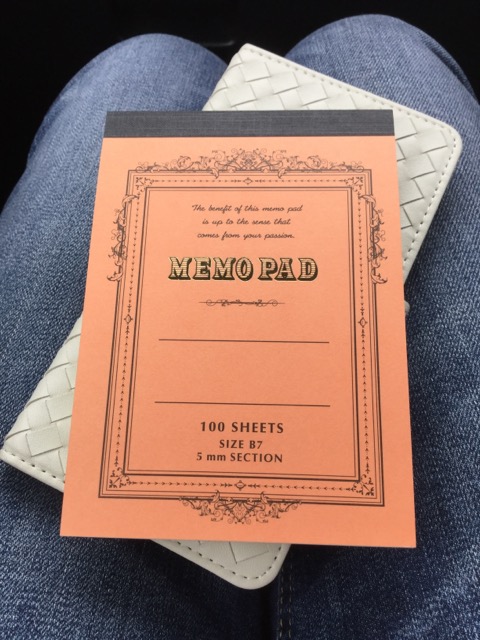 The benefit of this memo pad
is up to the sense that
comes from your passion.
MEMO PAD
100 SHEETS
SIZE B7
5 mm SECTION